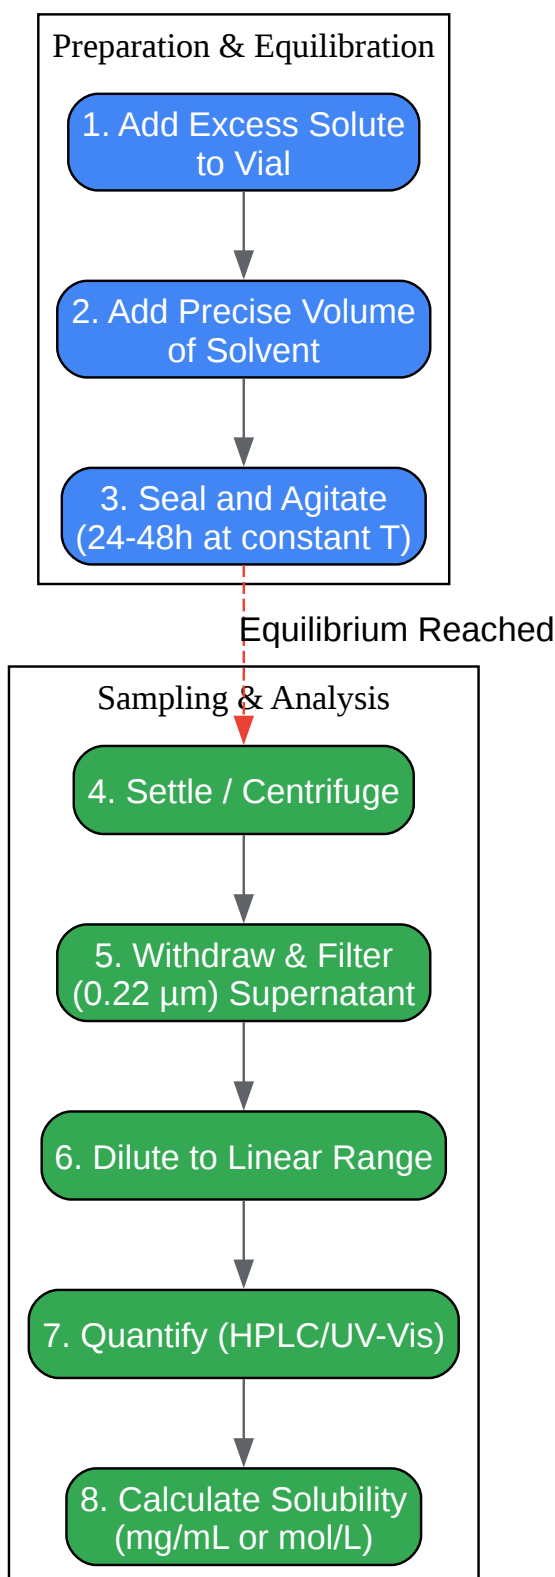 Preparation & Equilibration
1. Add Excess Solute
to Vial
2. Add Precise Volume
of Solvent
3. Seal and Agitate
(24-48h at constant T)
Equilibrium Reached
Sampling & Analysis
4. Settle / Centrifuge
5. Withdraw & Filter
(0.22 µm) Supernatant
6. Dilute to Linear Range
7. Quantify (HPLC/UV-Vis)
8. Calculate Solubility
(mg/mL or mol/L)